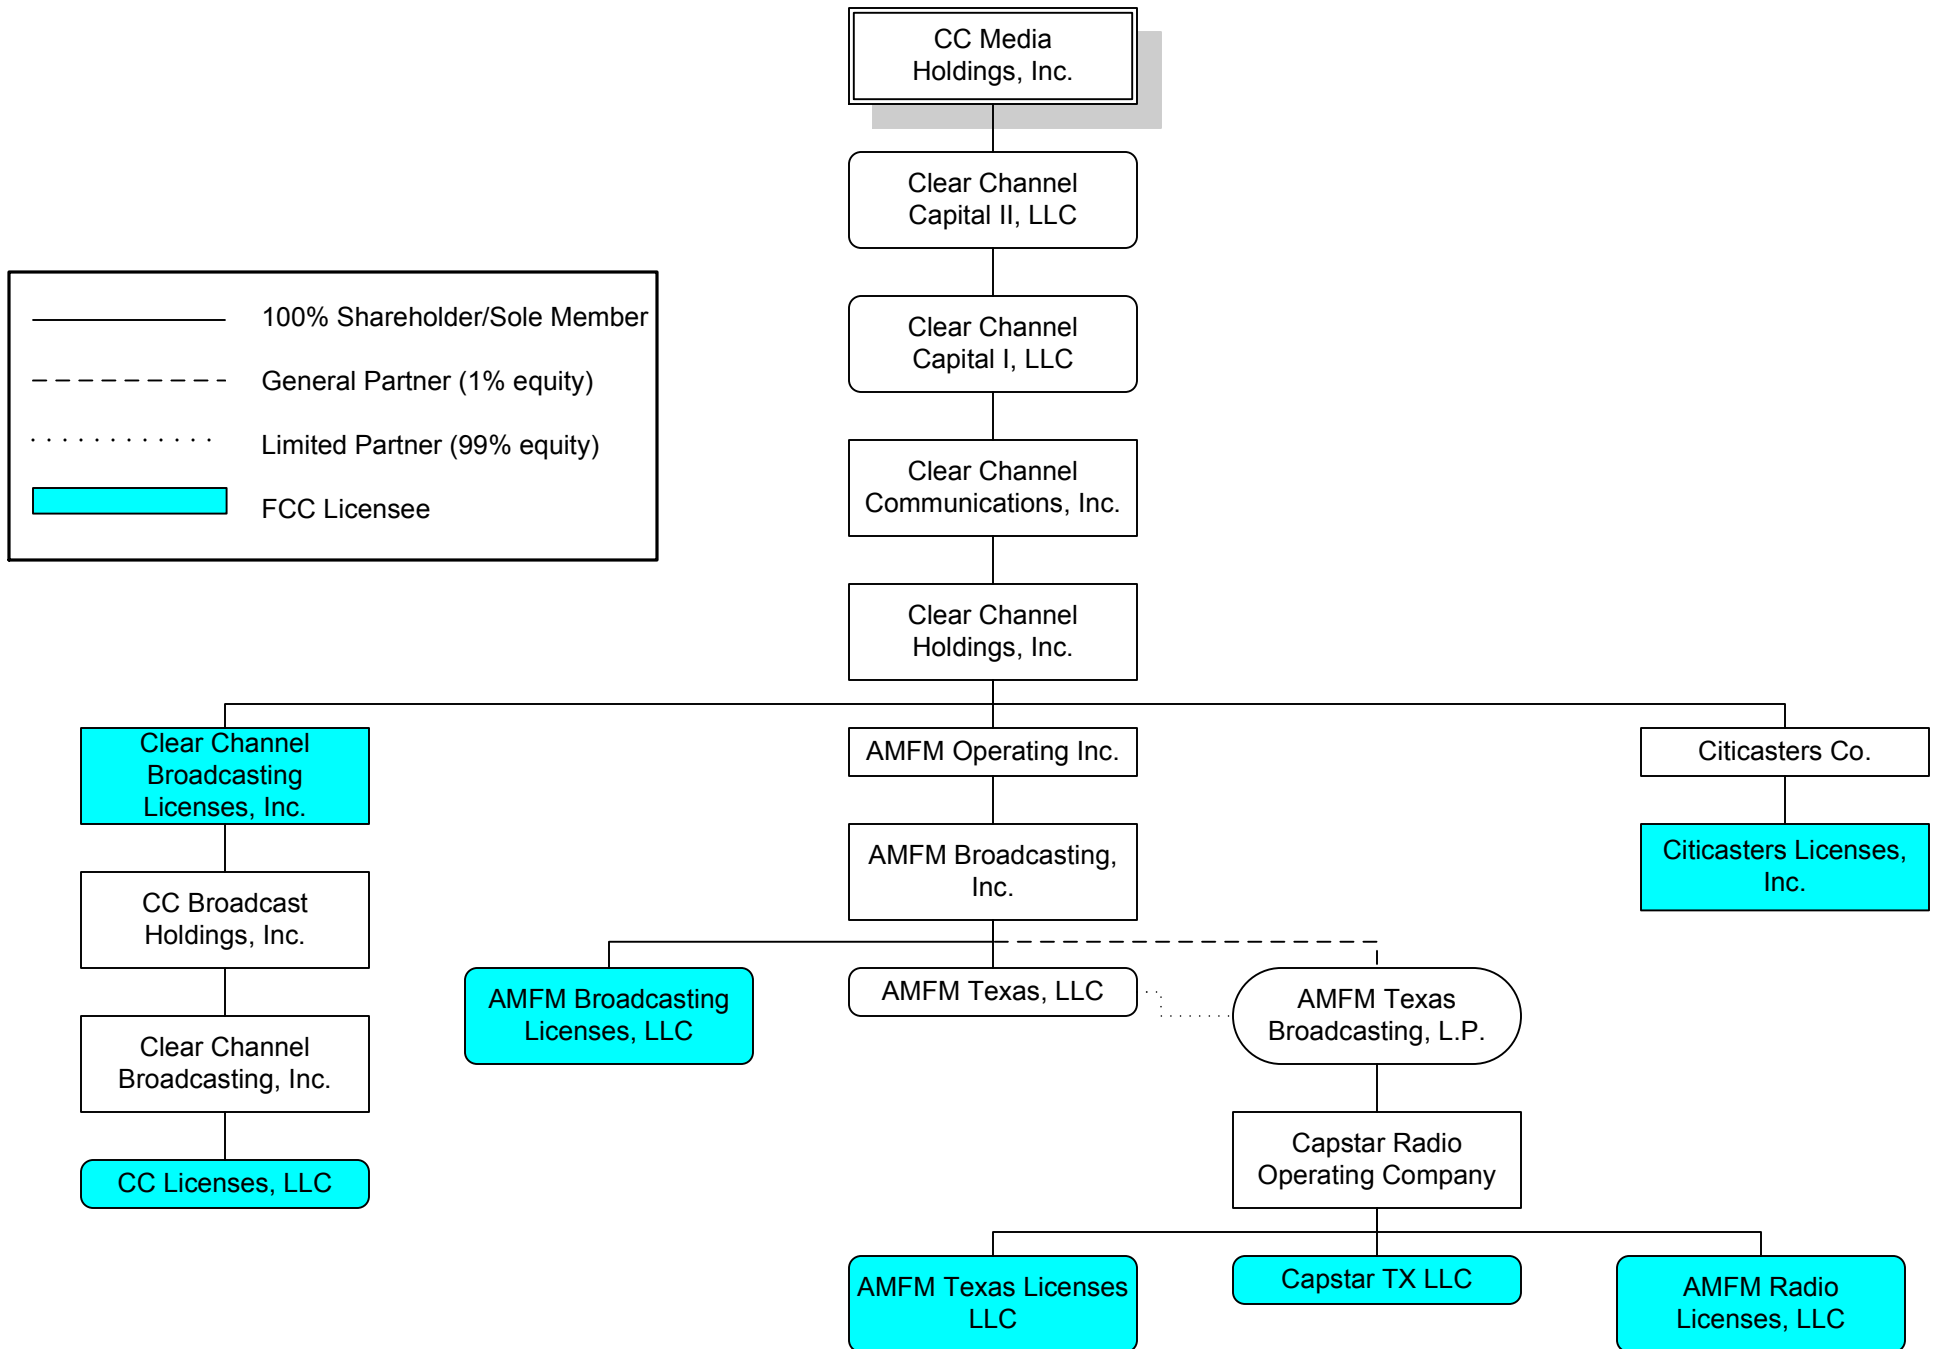 CC Media
Holdings, Inc.
Clear Channel
Capital II, LLC
100% Shareholder/Sole Member
General Partner (1% equity)
Limited Partner (99% equity)
FCC Licensee
Clear Channel
Capital I, LLC
Clear Channel
Communications, Inc.
Clear Channel
Holdings, Inc.
Clear Channel
Broadcasting
Licenses, Inc.
AMFM Operating Inc.
Citicasters Co.
CC Broadcast
Holdings, Inc.
AMFM Broadcasting,
Inc.
Citicasters Licenses,
Inc.
Clear Channel
Broadcasting, Inc.
AMFM Broadcasting
Licenses, LLC
AMFM Texas, LLC
AMFM Texas
Broadcasting, L.P.
CC Licenses, LLC
Capstar Radio
Operating Company
AMFM Texas Licenses
LLC
Capstar TX LLC
AMFM Radio
Licenses, LLC